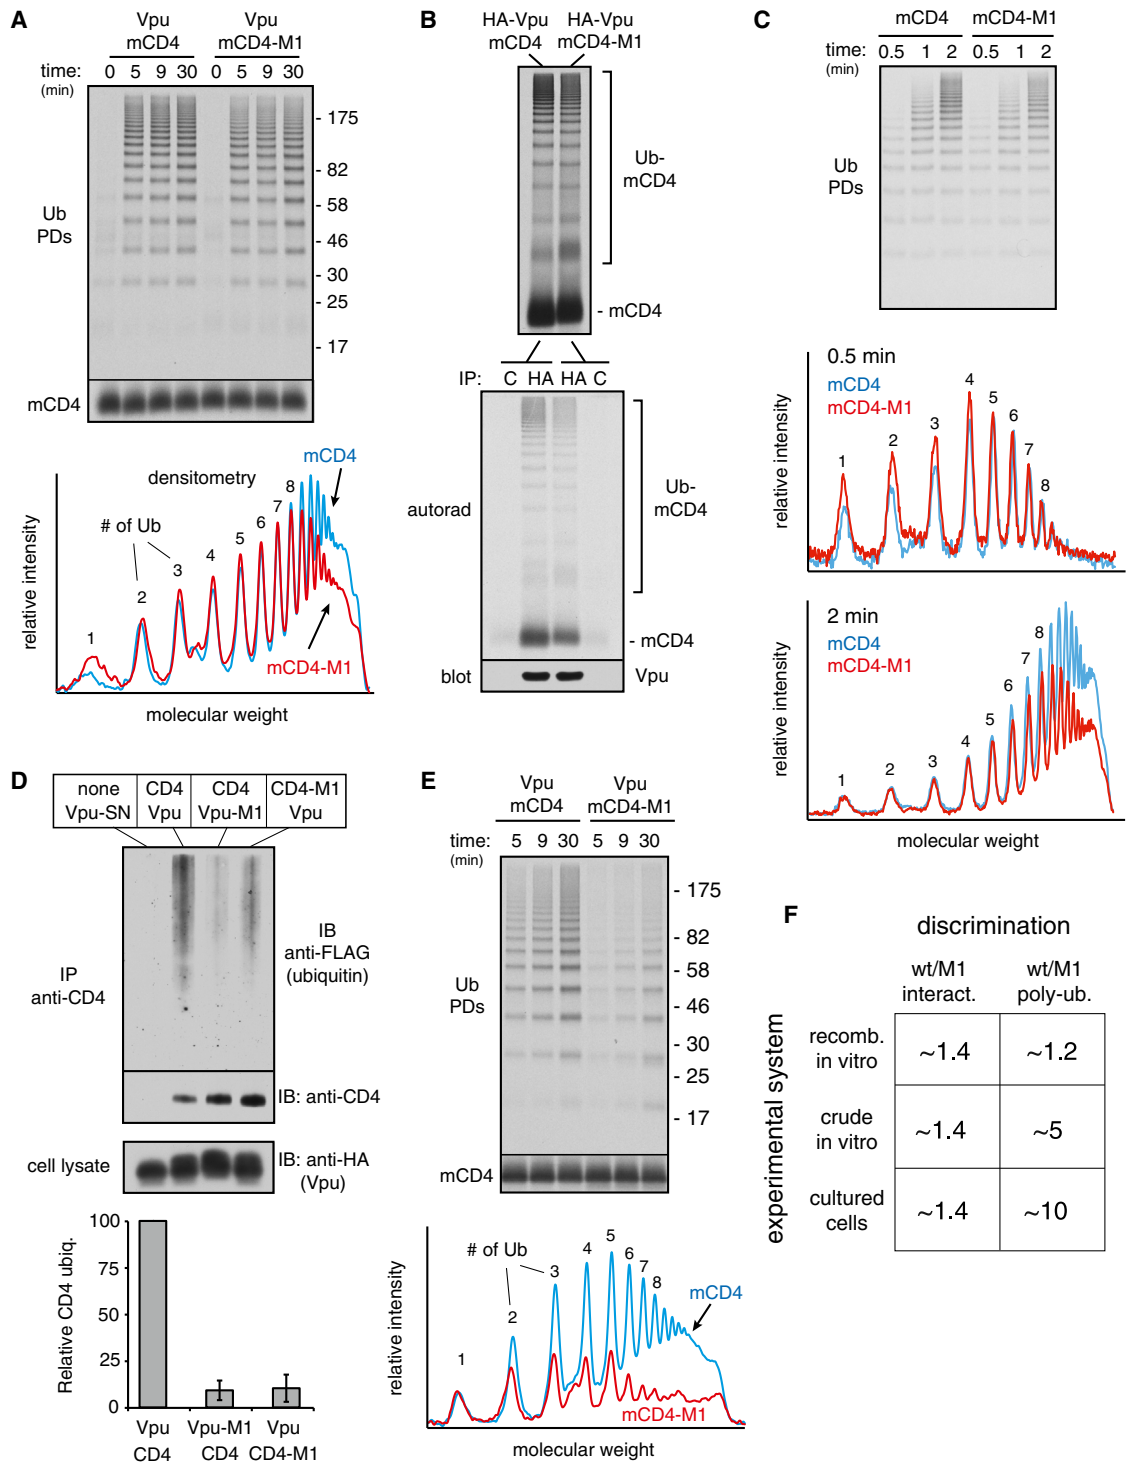 A
Vpu
mCD4
Vpu
mCD4-M1
time: 0 5 9 30 0 5 9 30
(min)
Ub
PDs
- 175
- 82
- 58
- 46
- 30
- 25
- 17
mCD4
densitometry
mCD4
# of Ub
1 2 3 4 5 6 7 8
mCD4-M1
relative intensity
molecular weight
B
HA-Vpu
mCD4
HA-Vpu
mCD4-M1
Ub-
mCD4
- mCD4
IP: C HA HA C
autorad
Ub-
mCD4
- mCD4
blot
Vpu
C
mCD4 mCD4-M1
time: 0.5 1 2 0.5 1 2
(min)
Ub
PDs
0.5 min
mCD4
mCD4-M1
1 2 3 4 5 6 7 8
relative intensity
2 min
mCD4
mCD4-M1
1 2 3 4 5 6 7 8
relative intensity
molecular weight
D
none
Vpu-SN
CD4
Vpu
CD4
Vpu-M1
CD4-M1
Vpu
IP
anti-CD4
IB
anti-FLAG
(ubiquitin)
IB: anti-CD4
cell lysate
IB: anti-HA
(Vpu)
Relative CD4 ubiq.
100
75
50
25
0
Vpu
CD4
Vpu-M1
CD4
Vpu
CD4-M1
E
Vpu
mCD4
Vpu
mCD4-M1
time: 5 9 30 5 9 30
(min)
Ub
PDs
- 175
- 82
- 58
- 46
- 30
- 25
- 17
mCD4
# of Ub
1 2 3 4 5 6 7 8
mCD4
mCD4-M1
relative intensity
molecular weight
F
discrimination
wt/M1
interact.
wt/M1
poly-ub.
experimental system
recomb.
in vitro
~1.4 ~1.2
crude
in vitro
~1.4 ~5
cultured
cells
~1.4 ~10